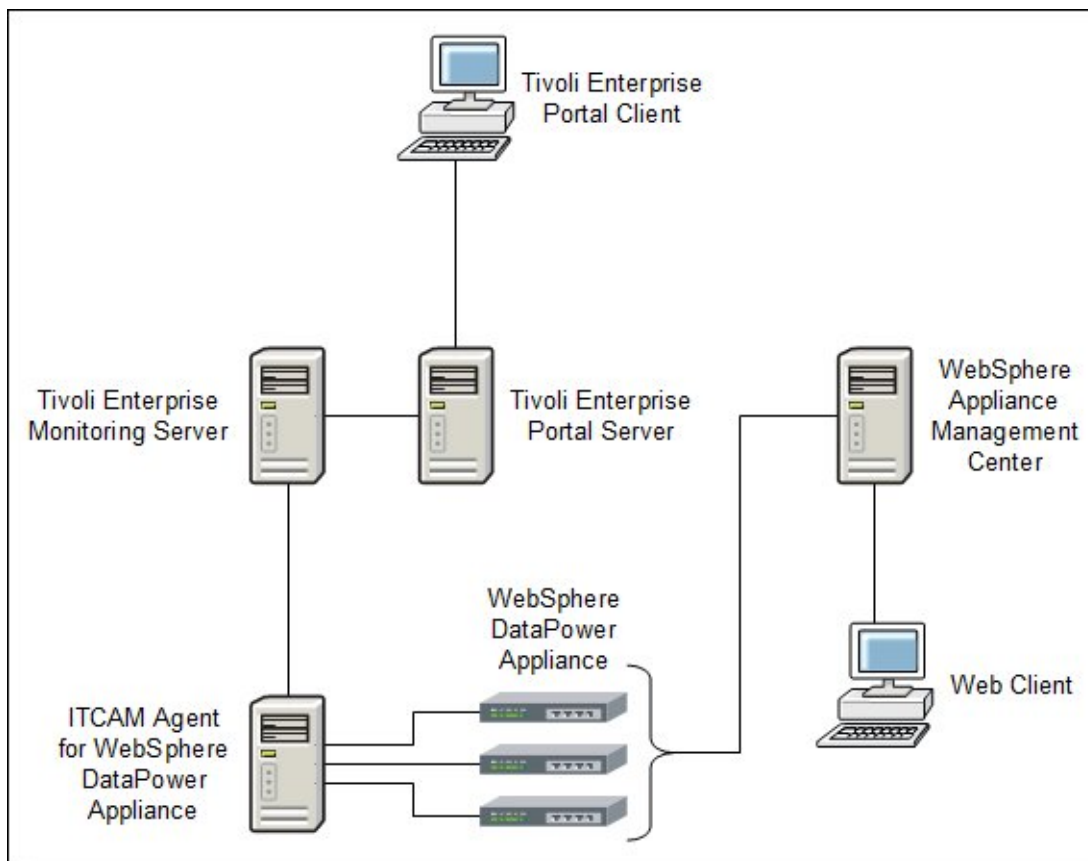 Tivoli Enterprise
Portal Client
Tivoli Enterprise
Monitoring Server
Tivoli Enterprise
Portal Server
WebSphere
Appliance
Management
Center
WebSphere
DataPower
Appliance
Web Client
ITCAM Agent
for WebSphere
DataPower
Appliance